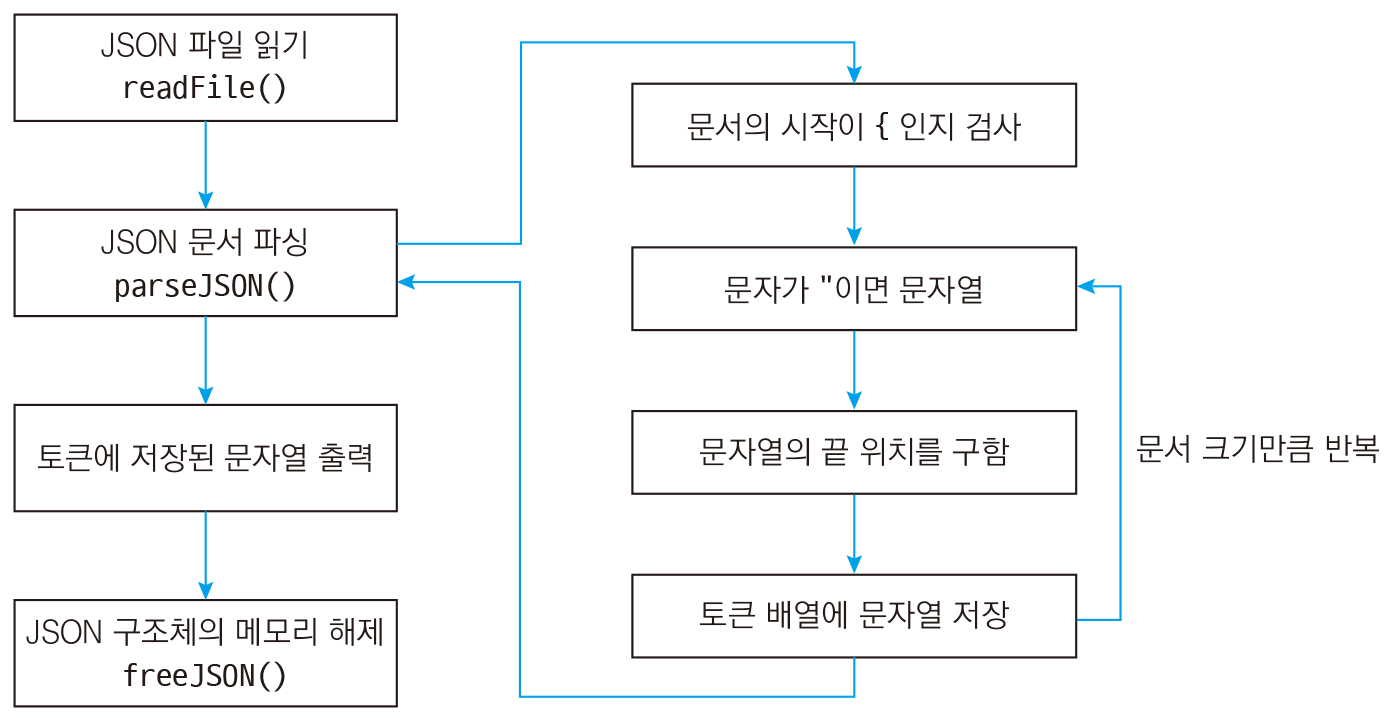 JSON 파일 읽기
readFile()
JSON 문서 파싱
parseJSON()
토큰에 저장된 문자열 출력
JSON 구조체의 메모리 해제
freeJSON()
문서의 시작이 { 인지 검사
문자가 "이면 문자열
문자열의 끝 위치를 구함
토큰 배열에 문자열 저장
문서 크기만큼 반복